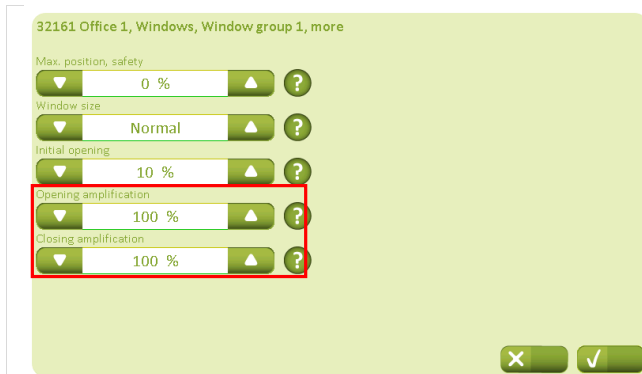 32161 Office 1, Windows, Window group 1, more
Max. position, safety
0 %
?
Window size
Normal
?
Initial opening
10 %
?
Opening amplification
100 %
?
Closing amplification
100 %
?